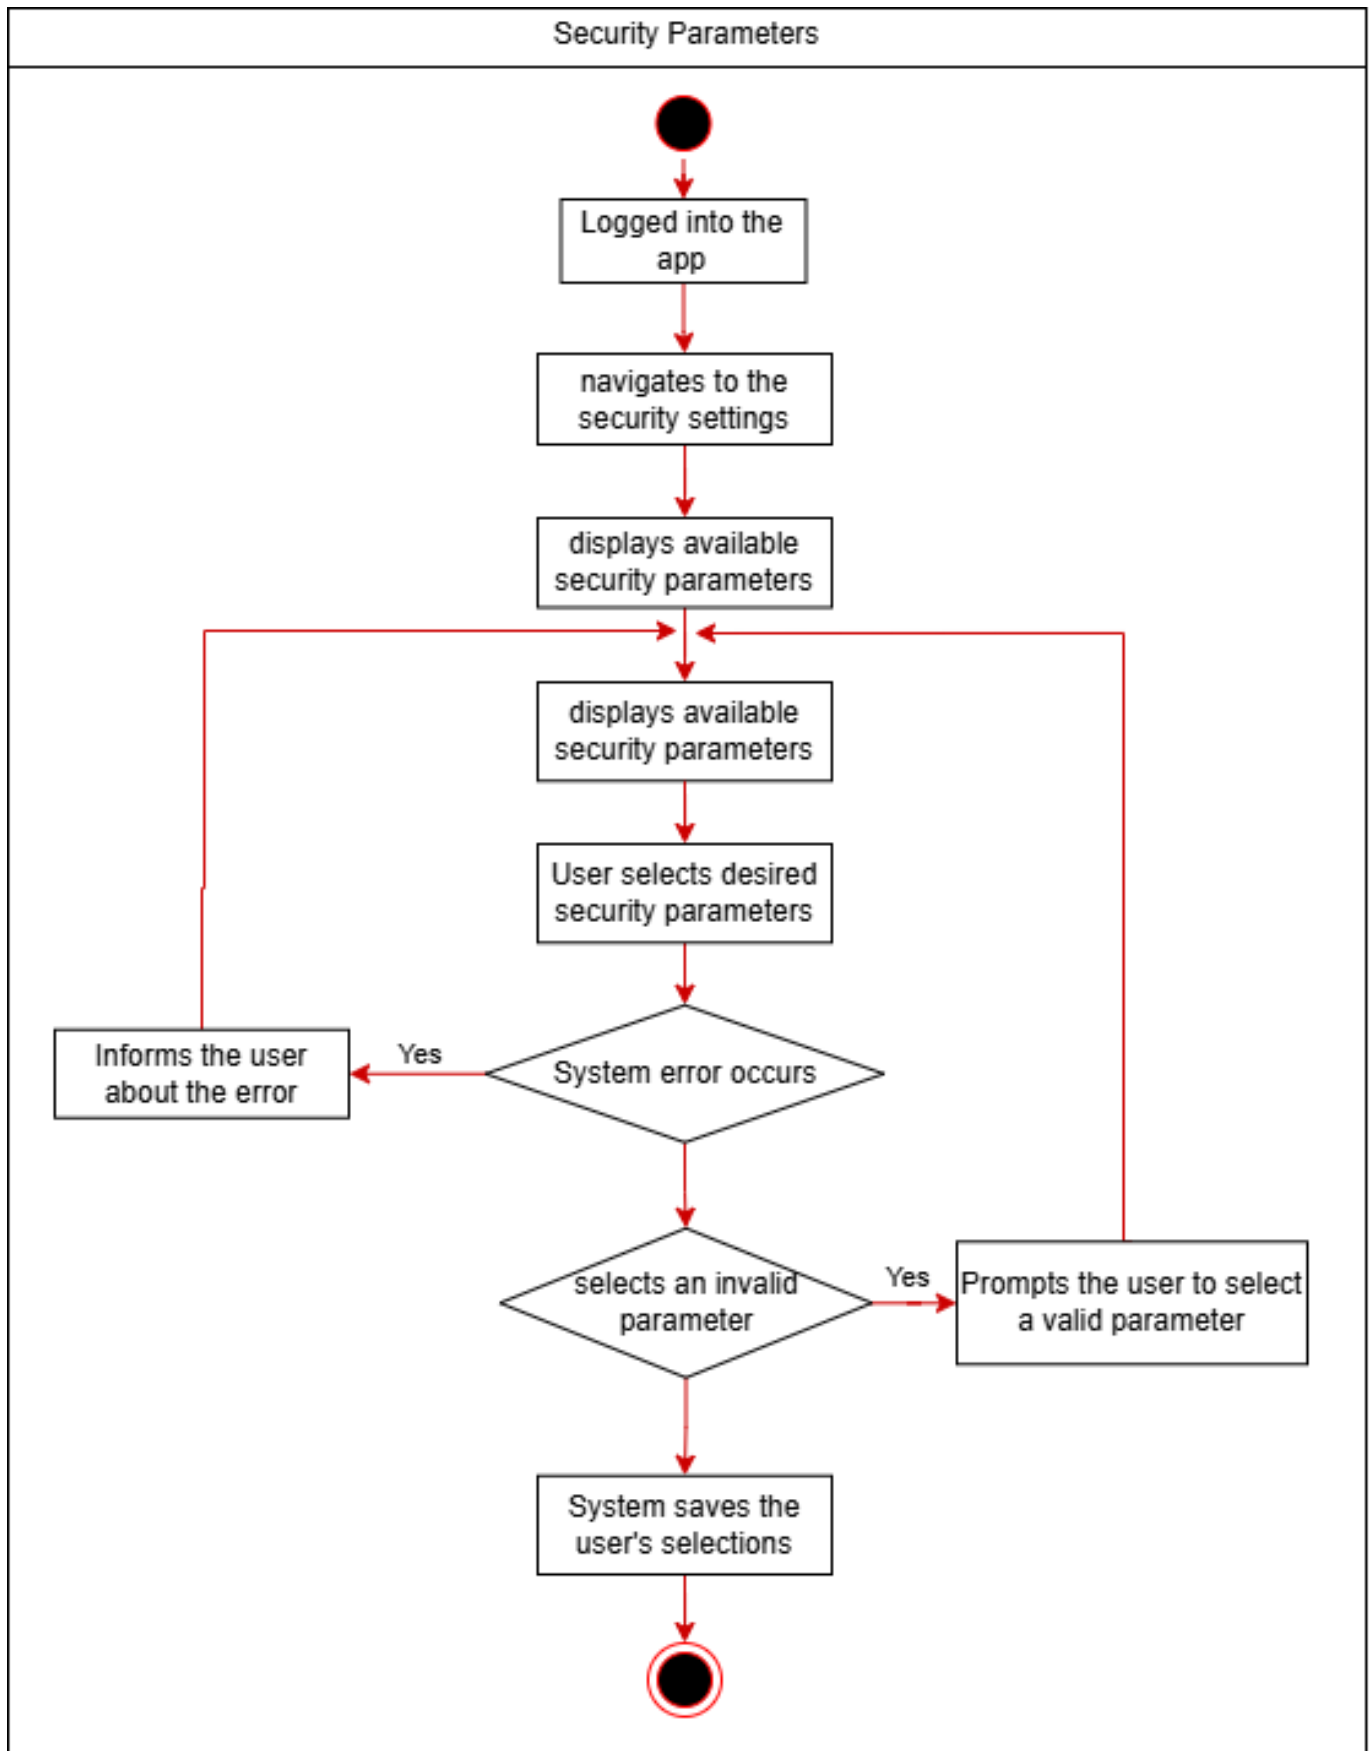 Security Parameters
Logged into the
app
navigates to the
security settings
displays available
security parameters
displays available
security parameters
User selects desired
security parameters
System error occurs
Yes
Informs the user
about the error
selects an invalid
parameter
Yes
Prompts the user to select
a valid parameter
System saves the
user's selections